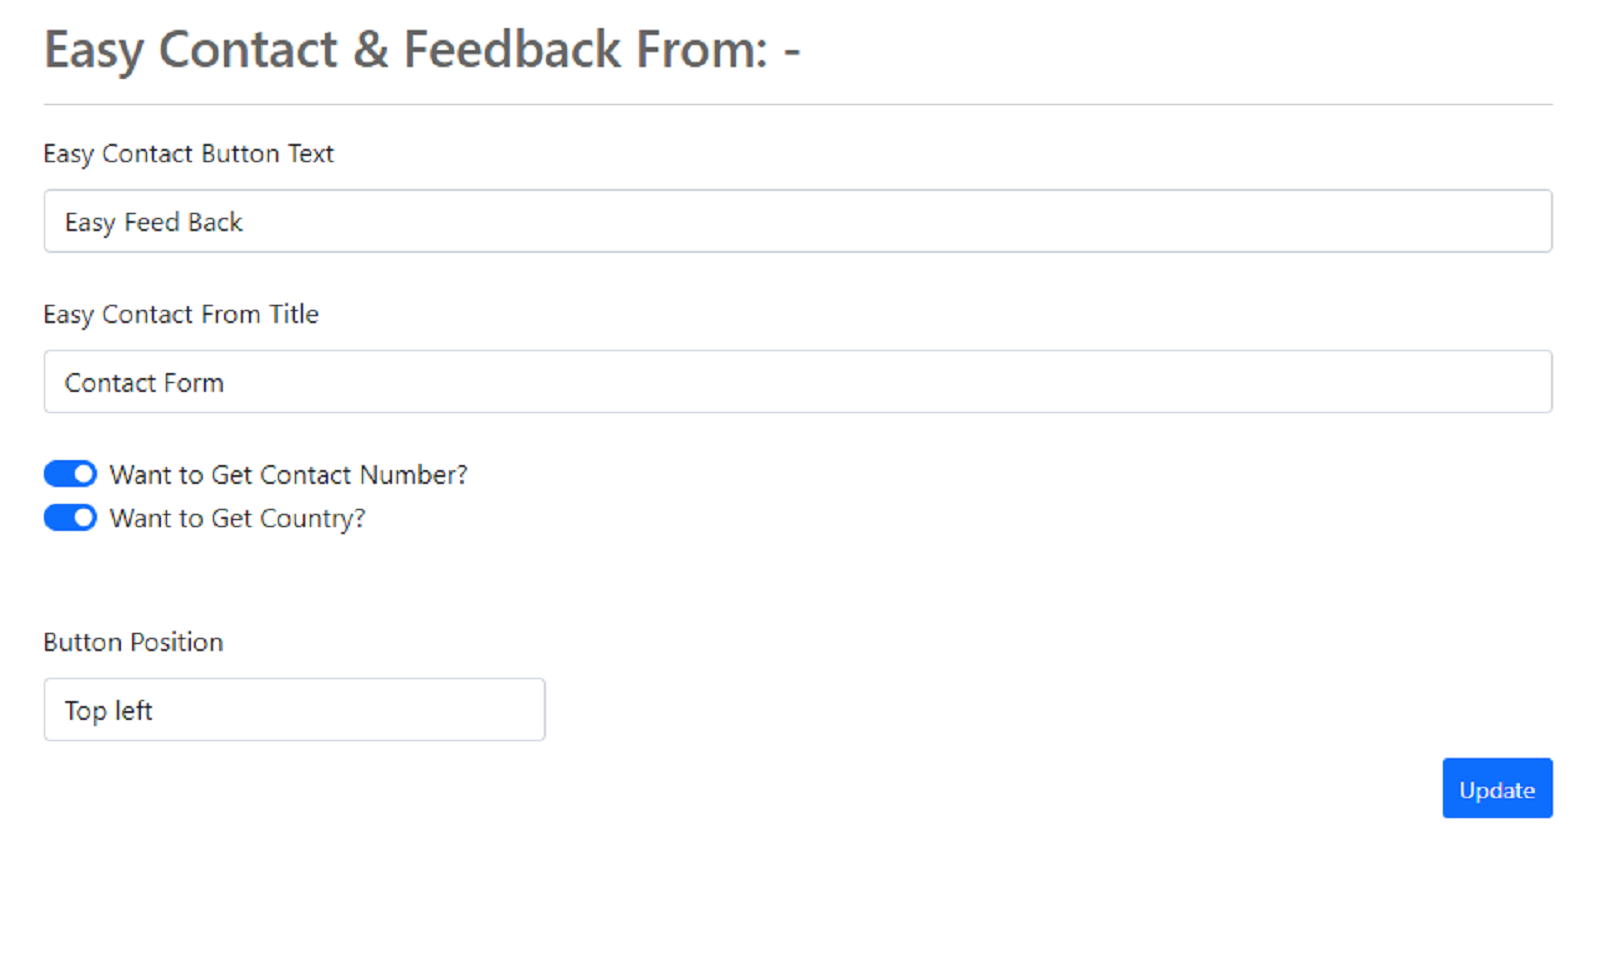 Easy Contact & Feedback From: -
Easy Contact Button Text
Easy Feed Back
Easy Contact From Title
Contact Form
Want to Get Contact Number?
Want to Get Country?
Button Position
Top left
Update